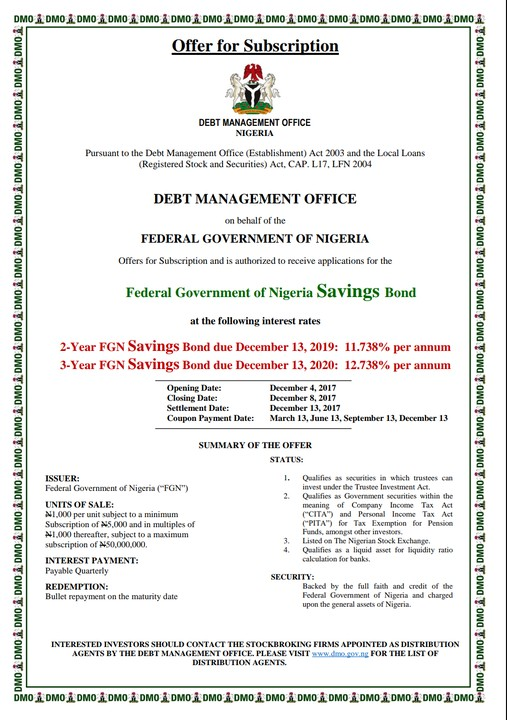 Offer for Subscription
DEBT MANAGEMENT OFFICE
NIGERIA
Pursuant to the Debt Management Office (Establishment) Act 2003 and the Local Loans
(Registered Stock and Securities) Act, CAP. L17, LFN 2004
DEBT MANAGEMENT OFFICE
on behalf of the
FEDERAL GOVERNMENT OF NIGERIA
Offers for Subscription and is authorized to receive applications for the
Federal Government of Nigeria Savings Bond
at the following interest rates
2-Year FGN Savings Bond due December 13, 2019: 11.738% per annum
3-Year FGN Savings Bond due December 13, 2020: 12.738% per annum
Opening Date: December 4, 2017
Closing Date: December 8, 2017
Settlement Date: December 13, 2017
Coupon Payment Date: March 13, June 13, September 13, December 13
SUMMARY OF THE OFFER
ISSUER:
Federal Government of Nigeria (“FGN”)
UNITS OF SALE:
₦1,000 per unit subject to a minimum
Subscription of ₦5,000 and in multiples of
₦1,000 thereafter, subject to a maximum
subscription of ₦50,000,000.
INTEREST PAYMENT:
Payable Quarterly
REDEMPTION:
Bullet repayment on the maturity date
STATUS:
1. Qualifies as securities in which trustees can
invest under the Trustee Investment Act.
2. Qualifies as Government securities within the
meaning of Company Income Tax Act
(“CITA”) and Personal Income Tax Act
(“PITA”) for Tax Exemption for Pension
Funds, amongst other investors.
3. Listed on The Nigerian Stock Exchange.
4. Qualifies as a liquid asset for liquidity ratio
calculation for banks.
SECURITY:
Backed by the full faith and credit of the
Federal Government of Nigeria and charged
upon the general assets of Nigeria.
INTERESTED INVESTORS SHOULD CONTACT THE STOCKBROKING FIRMS APPOINTED AS DISTRIBUTION
AGENTS BY THE DEBT MANAGEMENT OFFICE. PLEASE VISIT www.dmo.gov.ng FOR THE LIST OF
DISTRIBUTION AGENTS.